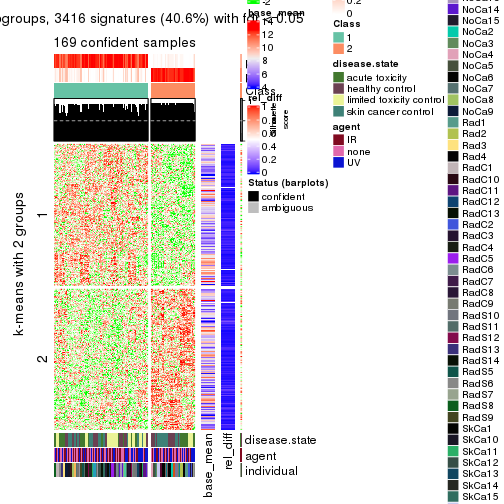 groups, 3416 signatures (40.6%) with fdr < 0.05
169 confident samples
k-means with 2 groups
1
2
base_mean
rel_diff
disease.state
agent
individual
-2
base_mean
12
10
8
6
4
Class
rel_diff
1
0.8
0.6
0.4
0.2
0
score
Status (barplots)
confident
ambiguous
0.2
0
Class
1
2
disease.state
acute toxicity
healthy control
limited toxicity control
skin cancer control
agent
IR
none
UV
NoCa14
NoCa15
NoCa2
NoCa3
NoCa4
NoCa5
NoCa6
NoCa7
NoCa8
NoCa9
Rad1
Rad2
Rad3
Rad4
RadC1
RadC10
RadC11
RadC12
RadC13
RadC2
RadC3
RadC4
RadC5
RadC6
RadC7
RadC8
RadC9
RadS10
RadS11
RadS12
RadS13
RadS14
RadS5
RadS6
RadS7
RadS8
RadS9
SkCa1
SkCa10
SkCa11
SkCa12
SkCa13
SkCa14
SkCa15